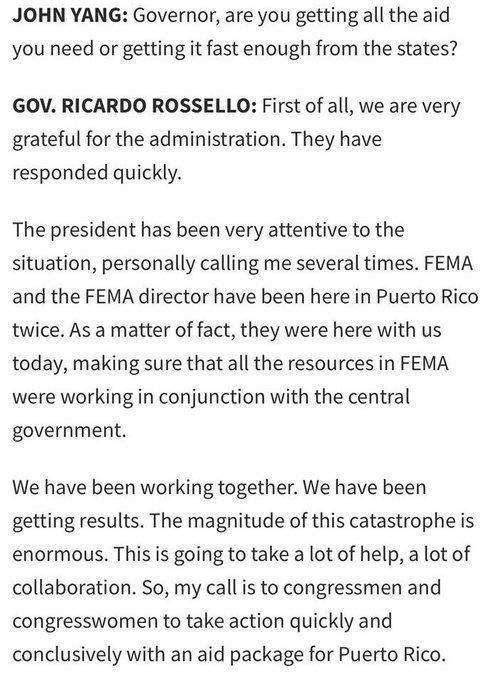 JOHN YANG: Governor, are you getting all the aid
you need or getting it fast enough from the states?
GOV. RICARDO ROSSELLO: First of all, we are very
grateful for the administration. They have
responded quickly.
The president has been very attentive to the
situation, personally calling me several times. FEMA
and the FEMA director have been here in Puerto Rico
twice. As a matter of fact, they were here with us
today, making sure that all the resources in FEMA
were working in conjunction with the central
government.
We have been working together. We have been
getting results. The magnitude of this catastrophe is
enormous. This is going to take a lot of help, a lot of
collaboration. So, my call is to congressmen and
congresswomen to take action quickly and
conclusively with an aid package for Puerto Rico.